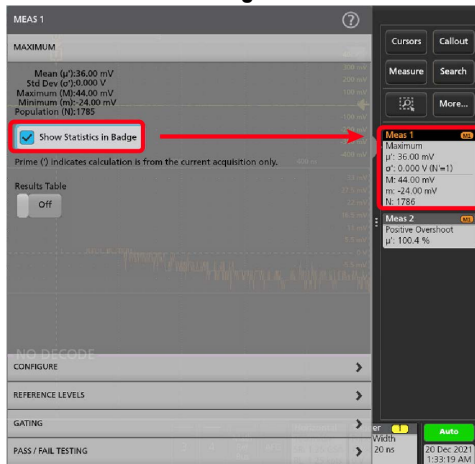 MEAS 1
MAXIMUM
Mean (µ'):36.00 mV
Std Dev (σ'):0.000 V
Maximum (M):44.00 mV
Minimum (m):-24.00 mV
Population (N):1785
Show Statistics in Badge
Prime (') indicates calculation is from the current acquisition only.
Results Table
Off
NO DECODE
CONFIGURE
REFERENCE LEVELS
GATING
PASS / FAIL TESTING
Cursors
Callout
Measure
Search
More...
Meas 1
Maximum
µ': 36.00 mV
σ': 0.000 V (N'=1)
M: 44.00 mV
m: -24.00 mV
N: 1786
Meas 2
Positive Overshoot
µ': 100.4 %
er
Width
20 ns
Auto
20 Dec 2021
1:33:19 AM